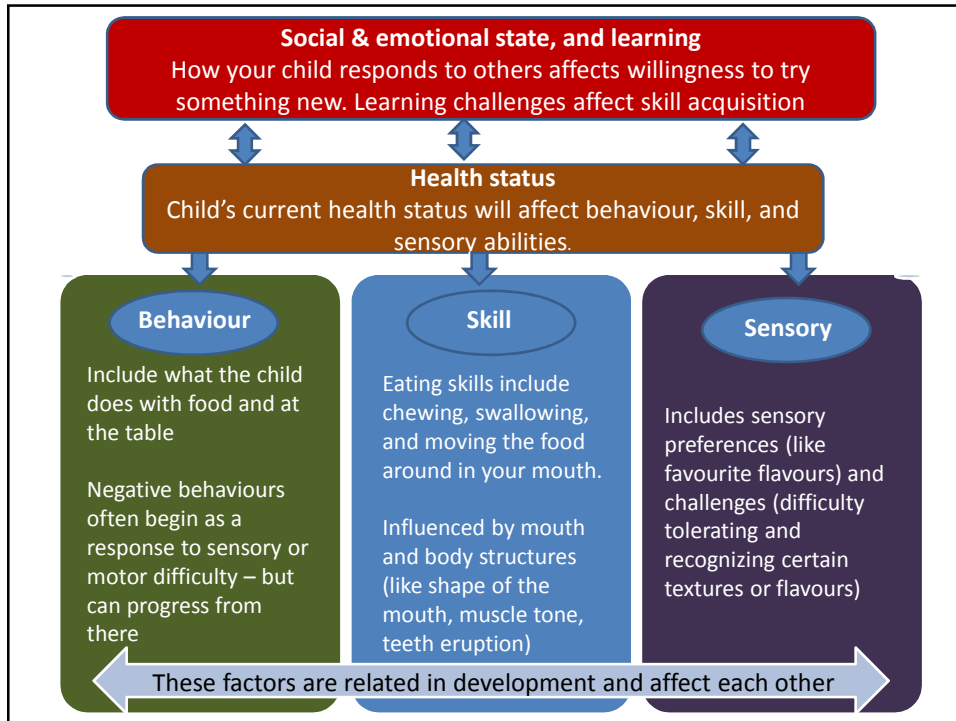 Social & emotional state, and learning
How your child responds to others affects willingness to try
something new. Learning challenges affect skill acquisition
Health status
Child's current health status will affect behaviour, skill, and
sensory abilities.
Behaviour
Include what the child
does with food and at
the table
Negative behaviours
often begin as a
response to sensory or
motor difficulty – but
can progress from
there
Skill
Eating skills include
chewing, swallowing,
and moving the food
around in your mouth.
Influenced by mouth
and body structures
(like shape of the
mouth, muscle tone,
teeth eruption)
Sensory
Includes sensory
preferences (like
favourite flavours) and
challenges (difficulty
tolerating and
recognizing certain
textures or flavours)
These factors are related in development and affect each other